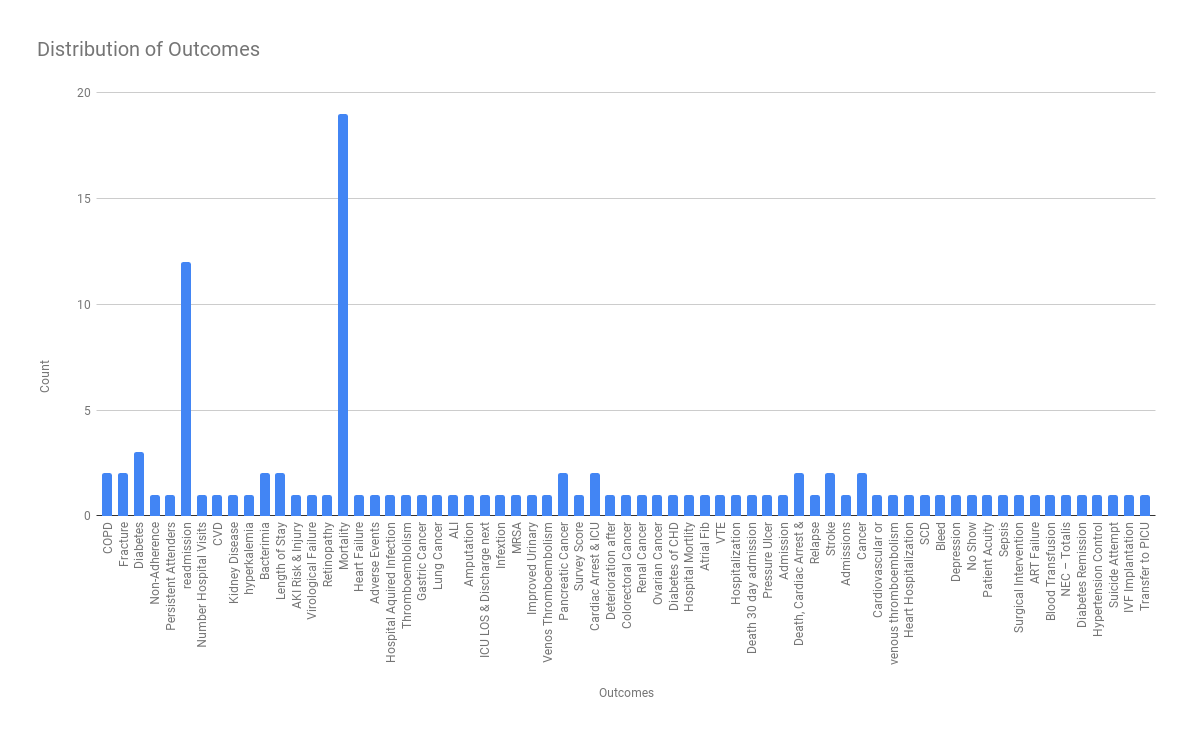 Distribution of Outcomes
20
15
10
5
0
Count
COPD
Fracture
Diabetes
Non-Adherence
Persistent Attenders
readmission
Number Hospital Visits
CVD
Kidney Disease
hyperkalemia
Bacterimia
Length of Stay
AKI Risk & Injury
Virological Failure
Retinopathy
Mortality
Heart Failure
Adverse Events
Hospital Aquired Infection
Thromboblolism
Gastric Cancer
Lung Cancer
ALI
Amputation
ICU LOS & Discharge next
Infextion
MRSA
Improved Urinary
Venos Thromboembolism
Pancreatic Cancer
Survey Score
Cardiac Arrest & ICU
Deterioration after
Colorectoral Cancer
Renal Cancer
Ovarian Cancer
Diabetes of CHD
Hospital Mortlity
Atrial Fib
VTE
Hospitalization
Death 30 day admission
Pressure Ulcer
Admission
Death, Cardiac Arrest &
Relapse
Stroke
Admissions
Cancer
Cardiovascular or
venous thromboembolism
Heart Hospitalization
SCD
Bleed
Depression
No Show
Patient Acuity
Sepsis
Surgical Intervention
ART Failure
Blood Transfusion
NEC – Totalis
Diabetes Remission
Hypertension Control
Suicide Attempt
IVF Implantation
Transfer to PICU
Outcomes